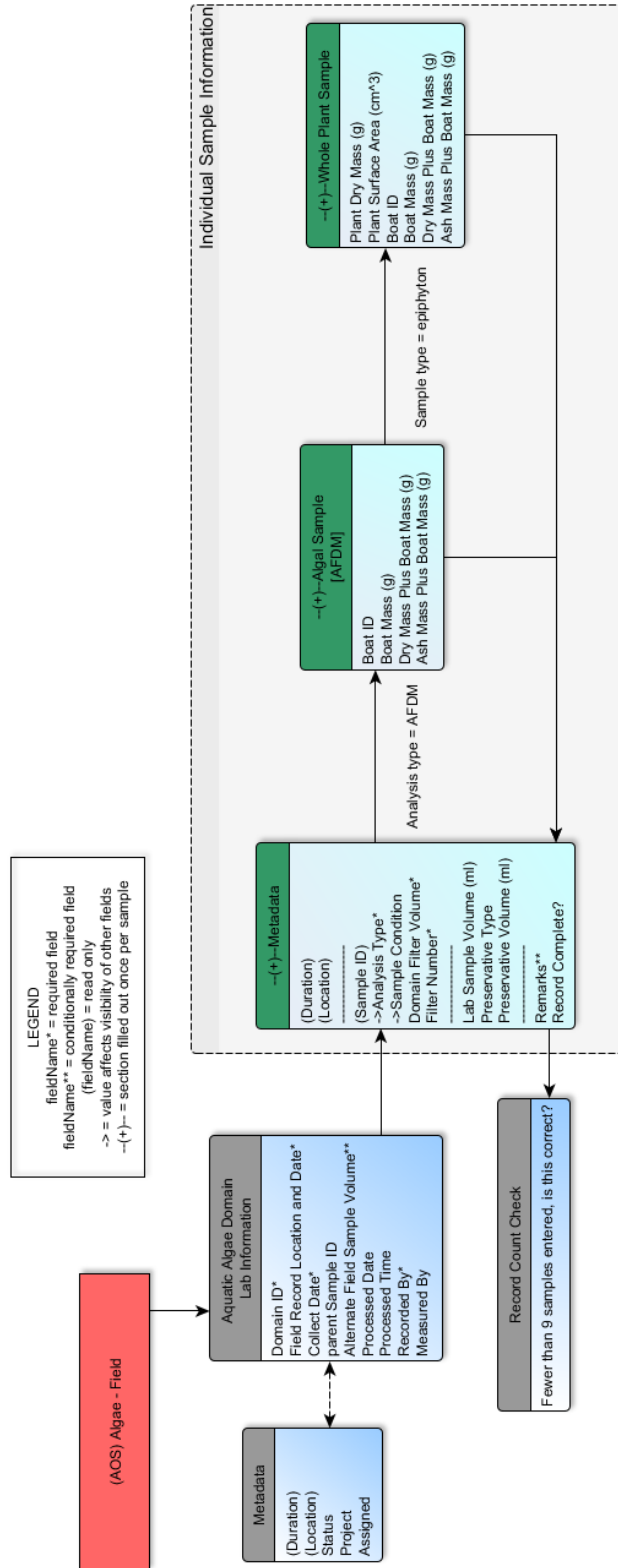 (AOS) Algae - Field
LEGEND
fieldName* = required field
fieldName** = conditionally required field
(fieldName) = read only
-> = value affects visibility of other fields
--(+)-- = section filled out once per sample
Metadata
(Duration)
(Location)
Status
Project
Assigned
Aquatic Algae Domain
Lab Information
Domain ID*
Field Record Location and Date*
Collect Date*
parent Sample ID
Alternate Field Sample Volume**
Processed Date
Processed Time
Recorded By*
Measured By
Record Count Check
Fewer than 9 samples entered, is this correct?
Individual Sample Information
--(+)--Metadata
(Duration)
(Location)
----------------
(Sample ID)
->Analysis Type*
->Sample Condition
Domain Filter Volume*
Filter Number*
----------------
Lab Sample Volume (ml)
Preservative Type
Preservative Volume (ml)
----------------
Remarks**
Record Complete?
Analysis type = AFDM
--(+)--Algal Sample
[AFDM]
Boat ID
Boat Mass (g)
Dry Mass Plus Boat Mass (g)
Ash Mass Plus Boat Mass (g)
Sample type = epiphyton
--(+)--Whole Plant Sample
Plant Dry Mass (g)
Plant Surface Area (cm^3)
Boat ID
Boat Mass (g)
Dry Mass Plus Boat Mass (g)
Ash Mass Plus Boat Mass (g)